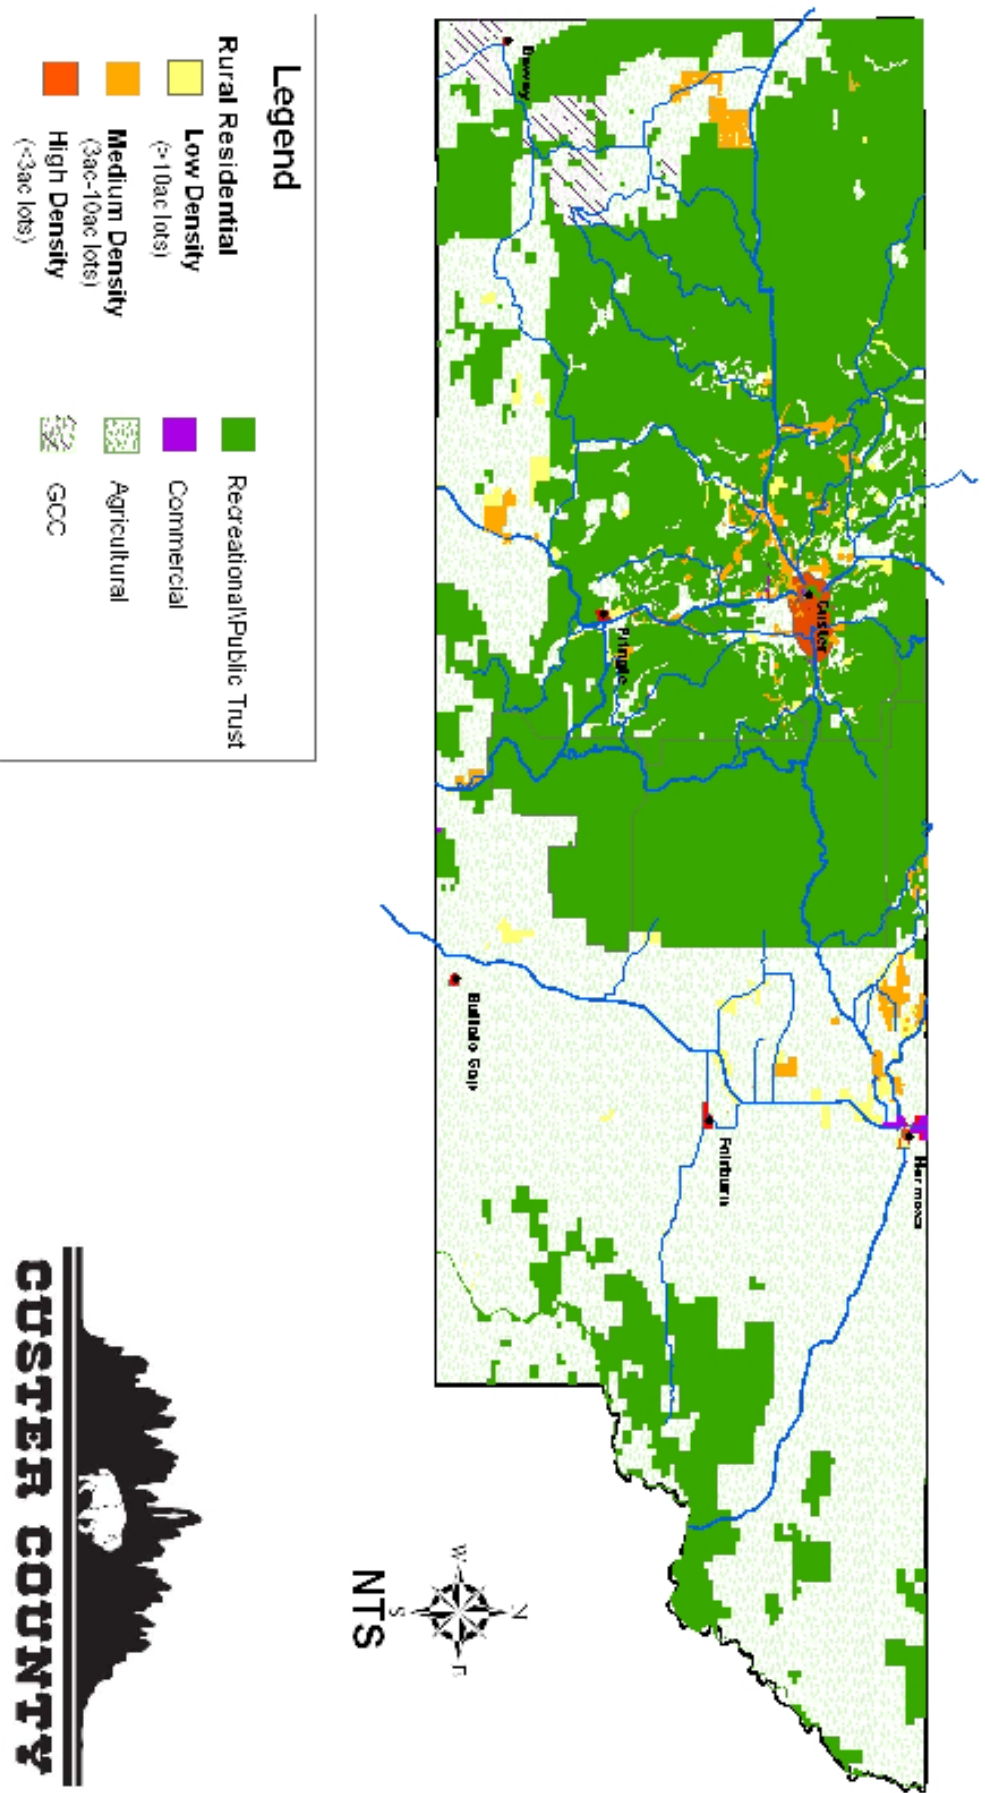 Legend
Rural Residential
Low Density
(>10ac lots)
Medium Density
(3ac-10ac lots)
High Density
(<3ac lots)
Recreational\Public Trust
Commercial
Agricultural
GCC
Dewey
Custer
Pringle
Buffalo Gap
Fairburn
Hermosa
N
W
E
S
NTS
CUSTER COUNTY